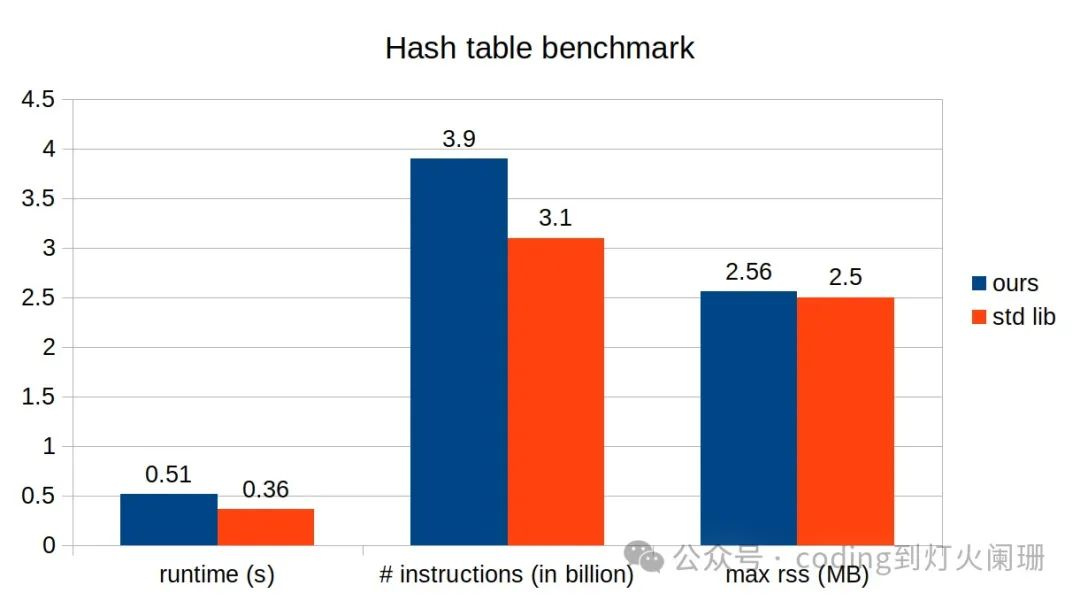 Hash table benchmark
4.5
4
3.5
3
2.5
2
1.5
1
0.5
0
3.9
3.1
2.56
2.5
0.51
0.36
ours
std lib
runtime (s)
# instructions (in billion)
max rss (MB)
公众号 · coding到灯火阑珊